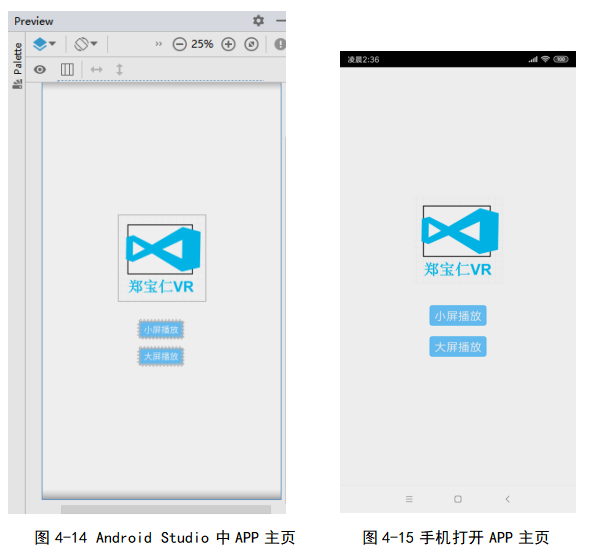 Preview
25%
Palette
郑宝仁VR
小屏播放
大屏播放
图 4-14 Android Studio 中 APP 主页
凌晨2:36
100
郑宝仁VR
小屏播放
大屏播放
图 4-15 手机打开 APP 主页